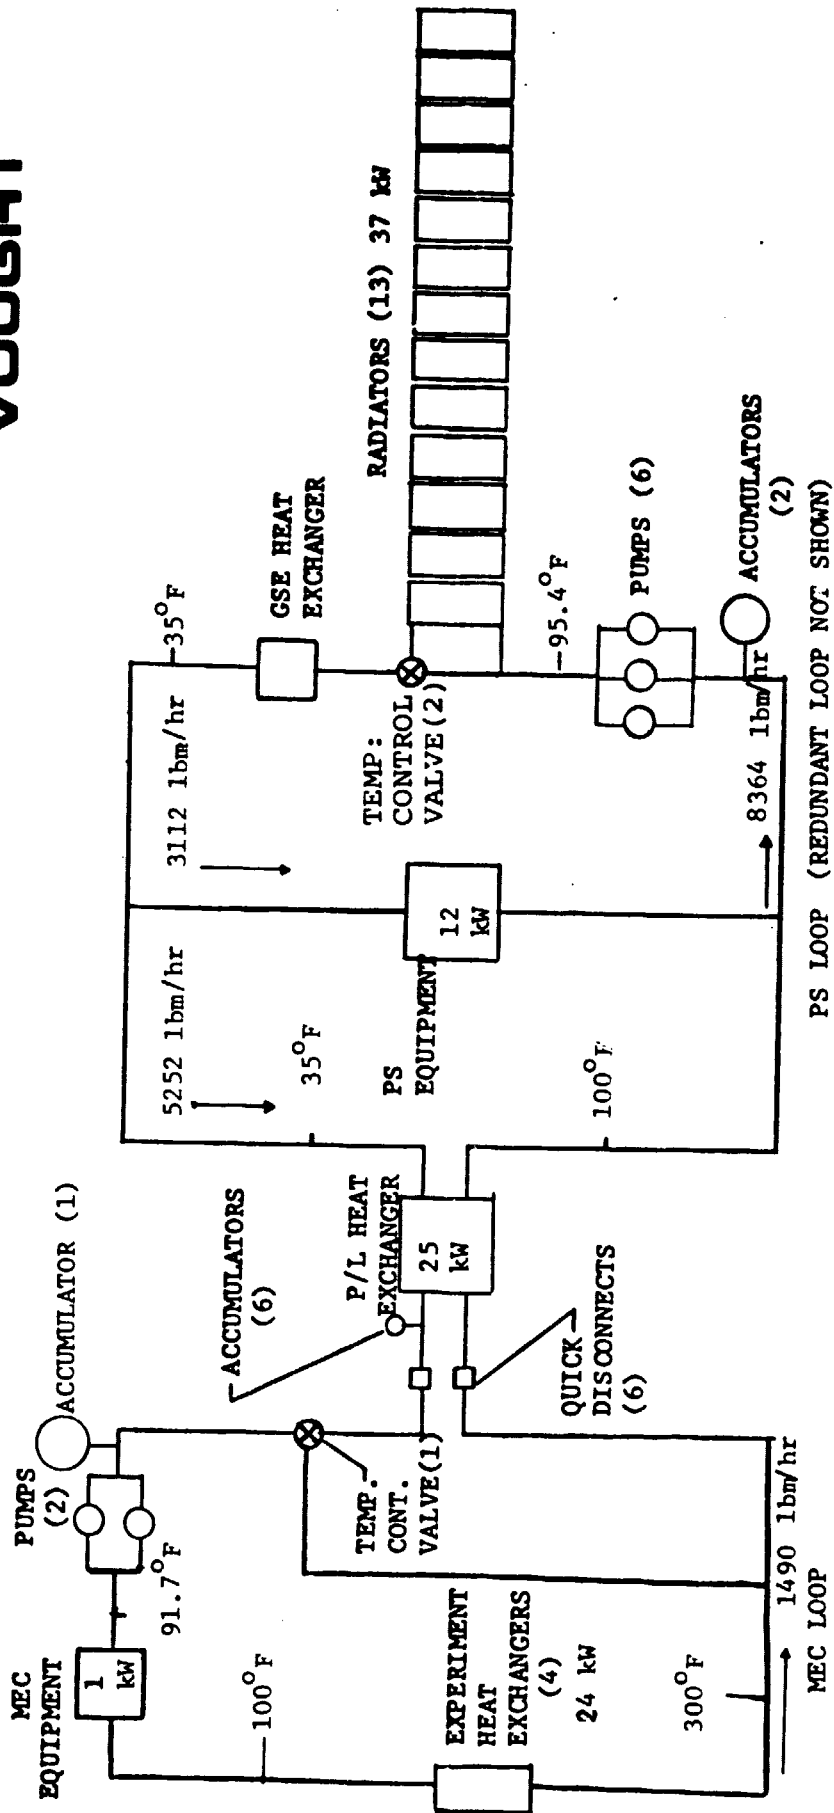 VOUGHT
ACCUMULATOR (1)
PUMPS
(2)
MEC
EQUIPMENT
1
kW
91.7°F
100°F
TEMP.
CONT.
VALVE(1)
EXPERIMENT
HEAT
EXCHANGERS
(4)
24 kW
300°F
1490 lbm/hr
MEC LOOP
ACCUMULATORS
(6)
P/L HEAT
EXCHANGER
25
kW
QUICK
DISCONNECTS
(6)
5252 lbm/hr
35°F
100°F
3112 lbm/hr
PS
EQUIPMENT
12
kW
35°F
GSE HEAT
EXCHANGER
TEMP:
CONTROL
VALVE(2)
RADIATORS (13) 37 kW
95.4°F
PUMPS (6)
ACCUMULATORS
(2)
8364 lbm/hr
PS LOOP (REDUNDANT LOOP NOT SHOWN)